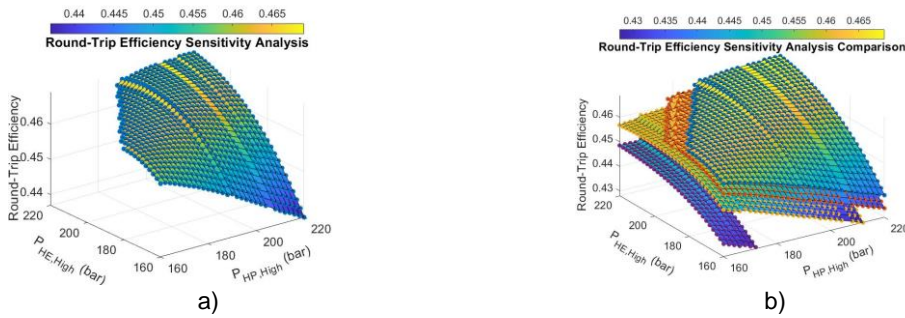 0.44 0.445 0.45 0.455 0.46 0.465
Round-Trip Efficiency Sensitivity Analysis
Round-Trip Efficiency
0.46
0.45
0.44
220
200
180
160
P HE,High (bar)
160
180
200
220
P HP,High (bar)
a)
0.43 0.435 0.44 0.445 0.45 0.455 0.46 0.465
Round-Trip Efficiency Sensitivity Analysis Comparison
Round-Trip Efficiency
0.46
0.45
0.44
0.43
220
200
180
160
P HE,High (bar)
160
180
200
220
P HP,High (bar)
b)